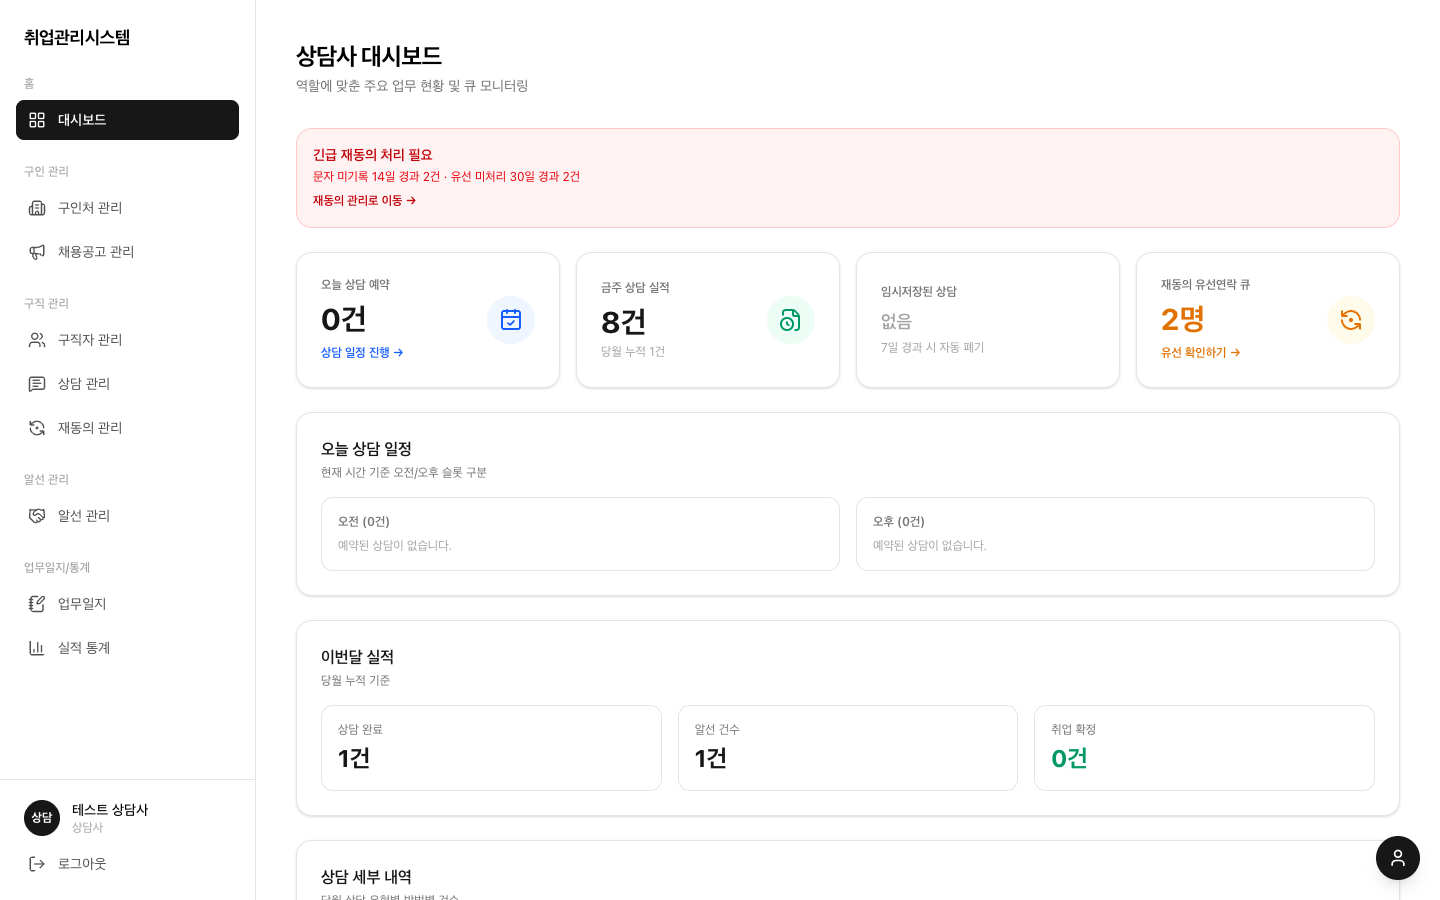 취업관리시스템
홈
대시보드
구인 관리
구인처 관리
채용공고 관리
구직 관리
구직자 관리
상담 관리
재동의 관리
알선 관리
알선 관리
업무일지/통계
업무일지
실적 통계
상담
테스트 상담사
상담사
로그아웃
상담사 대시보드
역할에 맞춘 주요 업무 현황 및 큐 모니터링
긴급 재동의 처리 필요
문자 미기록 14일 경과 2건 · 유선 미처리 30일 경과 2건
재동의 관리로 이동 →
오늘 상담 예약
0건
상담 일정 진행 →
금주 상담 실적
8건
당월 누적 1건
임시저장된 상담
없음
7일 경과 시 자동 폐기
재동의 유선연락 큐
2명
유선 확인하기 →
오늘 상담 일정
현재 시간 기준 오전/오후 슬롯 구분
오전 (0건)
예약된 상담이 없습니다.
오후 (0건)
예약된 상담이 없습니다.
이번달 실적
당월 누적 기준
상담 완료
1건
알선 건수
1건
취업 확정
0건
상담 세부 내역
당월 상담 유형별 방법별 건수